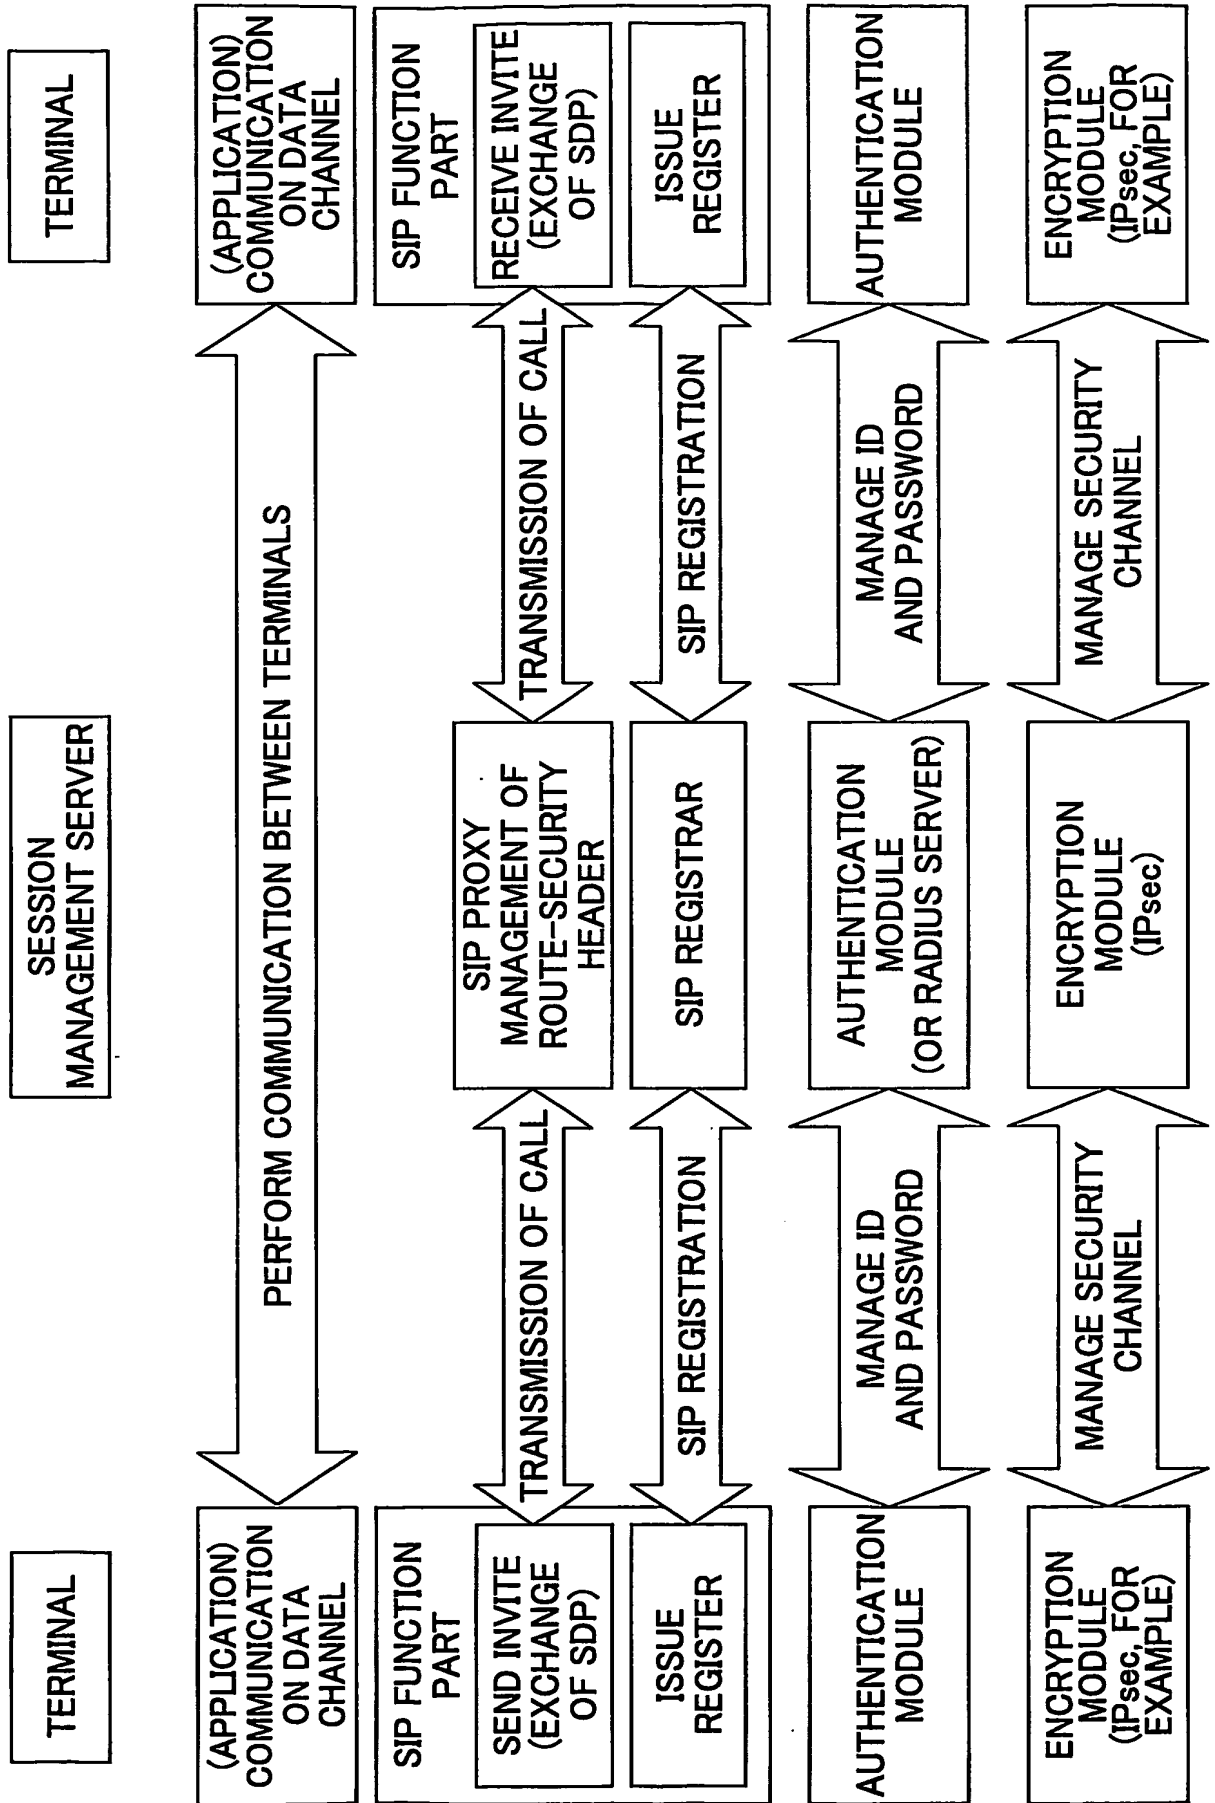 TERMINAL
SESSION
MANAGEMENT SERVER
TERMINAL
(APPLICATION)
COMMUNICATION
ON DATA
CHANNEL
PERFORM COMMUNICATION BETWEEN TERMINALS
(APPLICATION)
COMMUNICATION
ON DATA
CHANNEL
SIP FUNCTION
PART
SEND INVITE
(EXCHANGE
OF SDP)
TRANSMISSION OF CALL
SIP PROXY
MANAGEMENT OF
ROUTE-SECURITY
HEADER
TRANSMISSION OF CALL
SIP FUNCTION
PART
RECEIVE INVITE
(EXCHANGE
OF SDP)
ISSUE
REGISTER
SIP REGISTRATION
SIP REGISTRAR
SIP REGISTRATION
ISSUE
REGISTER
AUTHENTICATION
MODULE
MANAGE ID
AND PASSWORD
AUTHENTICATION
MODULE
(OR RADIUS SERVER)
MANAGE ID
AND PASSWORD
AUTHENTICATION
MODULE
ENCRYPTION
MODULE
(IPsec, FOR
EXAMPLE)
MANAGE SECURITY
CHANNEL
ENCRYPTION
MODULE
(IPsec)
MANAGE SECURITY
CHANNEL
ENCRYPTION
MODULE
(IPsec, FOR
EXAMPLE)